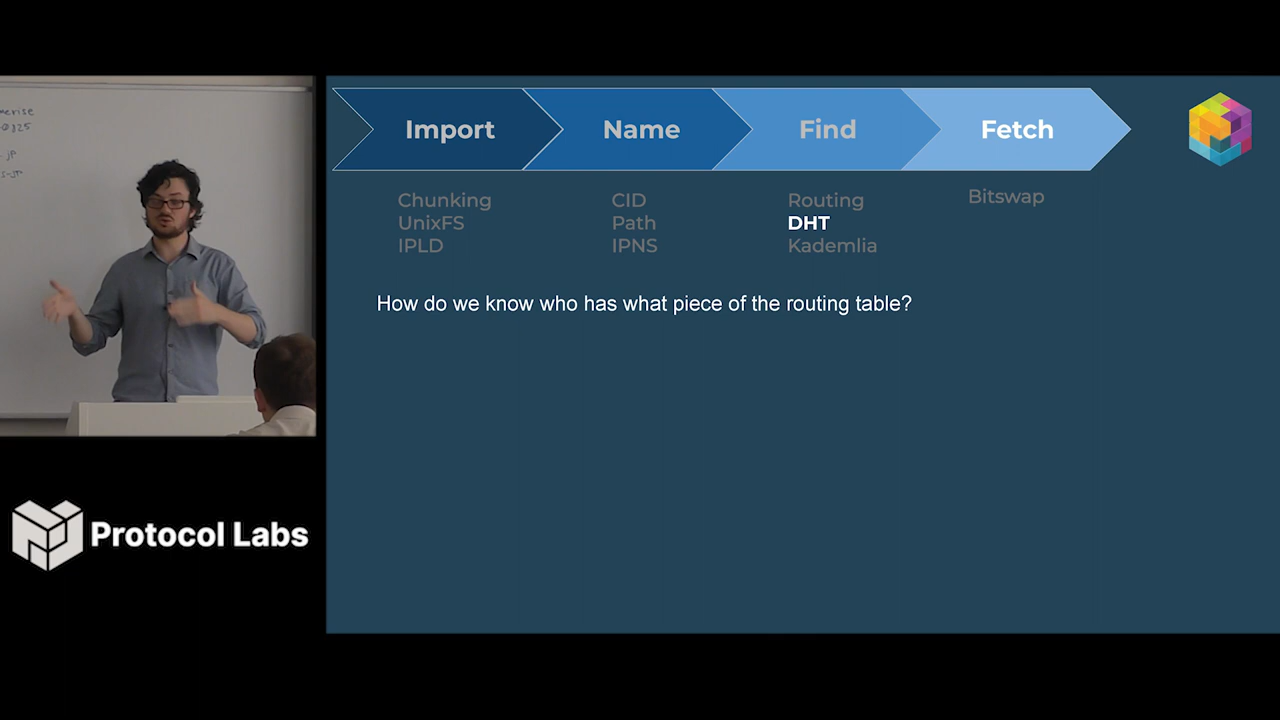 Import
Name
Find
Fetch
Chunking
UnixFS
IPLD
CID
Path
IPNS
Routing
DHT
Kademlia
Bitswap
How do we know who has what piece of the routing table?
Protocol Labs